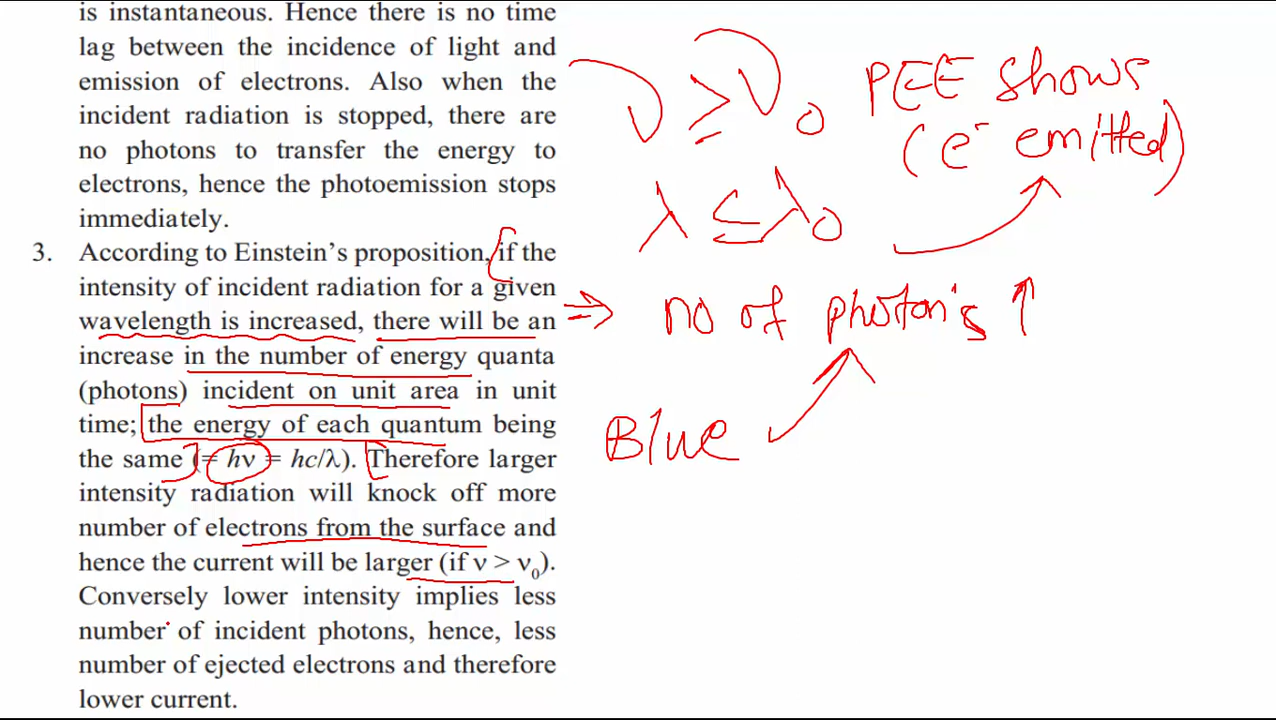 is instantaneous. Hence there is no time
lag between the incidence of light and
emission of electrons. Also when the
incident radiation is stopped, there are
no photons to transfer the energy to
electrons, hence the photoemission stops
immediately.
3. According to Einstein's proposition, if the
intensity of incident radiation for a given
wavelength is increased, there will be an
increase in the number of energy quanta
(photons) incident on unit area in unit
time; the energy of each quantum being
the same (= hν = hc/λ). Therefore larger
intensity radiation will knock off more
number of electrons from the surface and
hence the current will be larger (if ν > ν₀).
Conversely lower intensity implies less
number of incident photons, hence, less
number of ejected electrons and therefore
lower current.
ν ≥ ν₀ PEE shows
(e⁻ emitted)
λ ≤ λ₀
⇒ no of photon's ↑
Blue